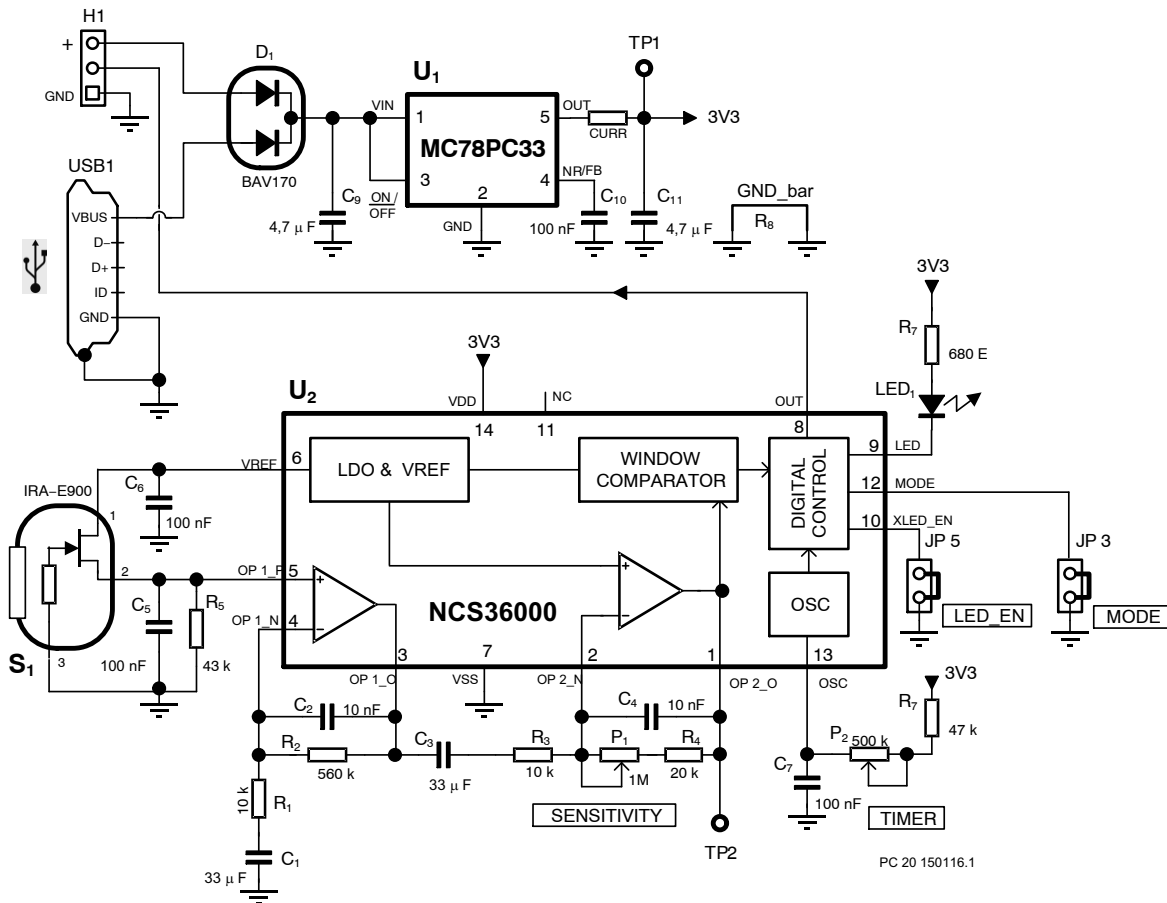 H1
+
GND
D1
BAV170
U1
VIN
1
3
ON/
OFF
MC78PC33
2
GND
5
OUT
4
NR/FB
CURR
TP1
3V3
C9
4,7 μF
C10
100 nF
C11
4,7 μF
GND_bar
R8
USB1
VBUS
D−
D+
ID
GND
3V3
R7
680 E
LED1
U2
3V3
VDD
14
NC
11
OUT
8
9
LED
12
MODE
10
XLED_EN
JP 5
LED_EN
JP 3
MODE
VREF
6
LDO & VREF
WINDOW
COMPARATOR
DIGITAL
CONTROL
OSC
NCS36000
IRA−E900
1
2
3
S1
C6
100 nF
C5
100 nF
R5
43 k
OP 1_P
5
+
OP 1_N
4
−
+
−
3
OP 1_O
7
VSS
2
OP 2_N
1
OP 2_O
13
OSC
C2
10 nF
R2
560 k
R1
10 k
C1
33 μF
C3
33 μF
R3
10 k
C4
10 nF
P1
1M
R4
20 k
SENSITIVITY
TP2
C7
100 nF
P2
500 k
3V3
R7
47 k
TIMER
PC 20 150116.1